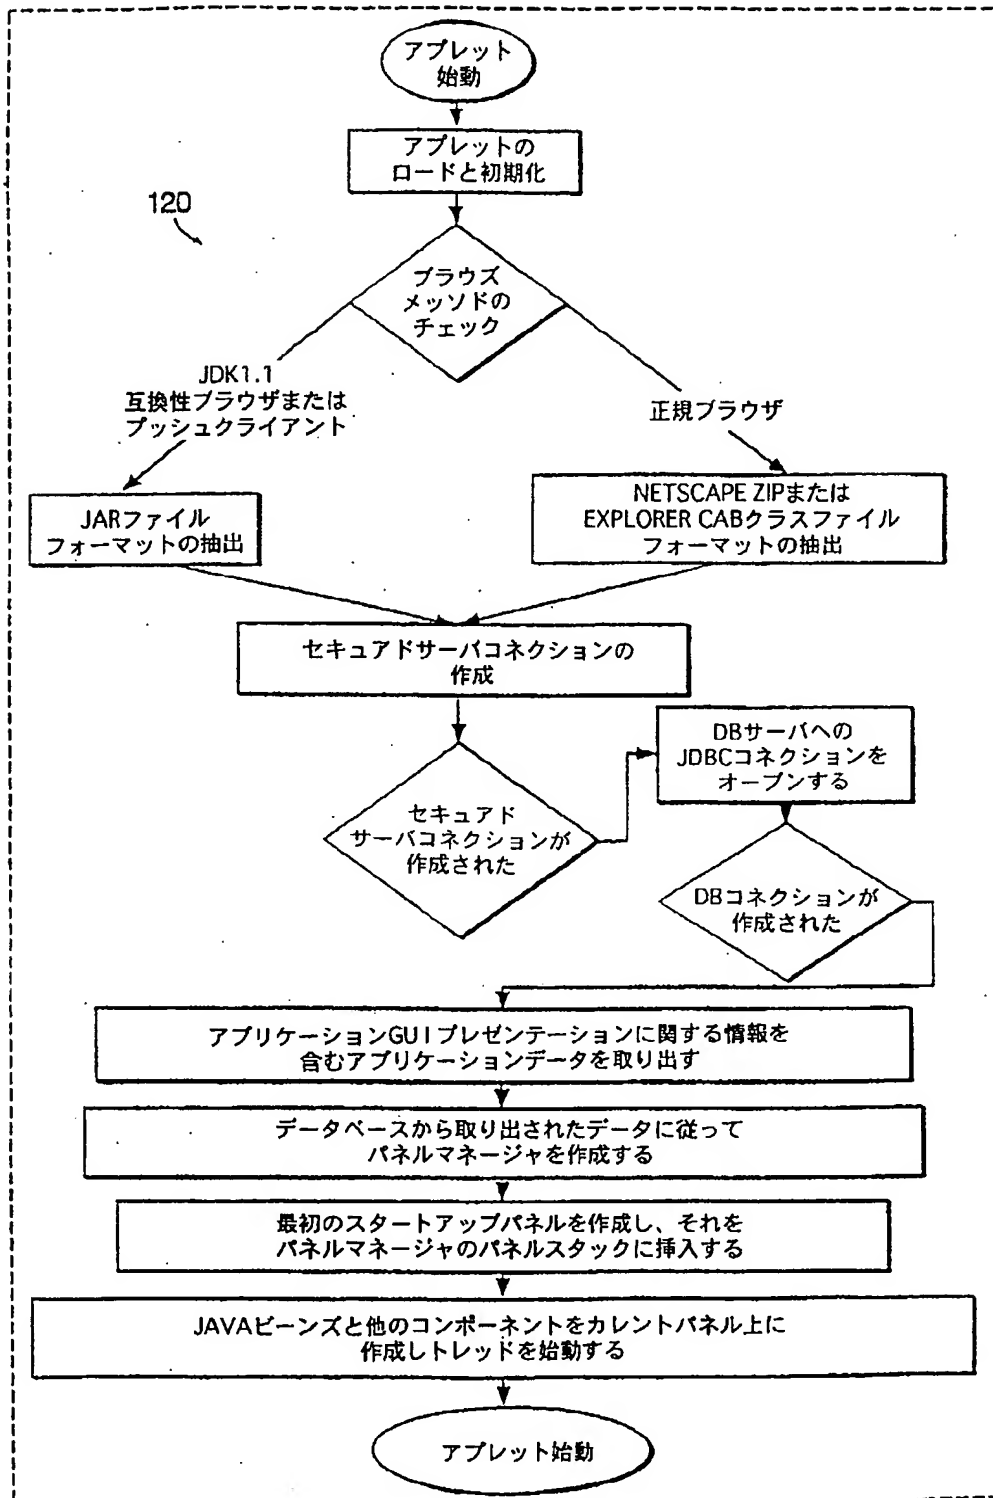 アプレット
始動
アプレットの
ロードと初期化
120
ブラウズ
メッソドの
チェック
JDK1.1
互換性ブラウザまたは
プッシュクライアント
正規ブラウザ
JARファイル
フォーマットの抽出
NETSCAPE ZIPまたは
EXPLORER CABクラスファイル
フォーマットの抽出
セキュアドサーバコネクションの
作成
DBサーバへの
JDBCコネクションを
オープンする
セキュアド
サーバコネクションが
作成された
DBコネクションが
作成された
アプリケーションGUIプレゼンテーションに関する情報を
含むアプリケーションデータを取り出す
データベースから取り出されたデータに従って
パネルマネージャを作成する
最初のスタートアップパネルを作成し、それを
パネルマネージャのパネルスタックに挿入する
JAVAビーンズと他のコンポーネントをカレントパネル上に
作成しトレッドを始動する
アプレット始動